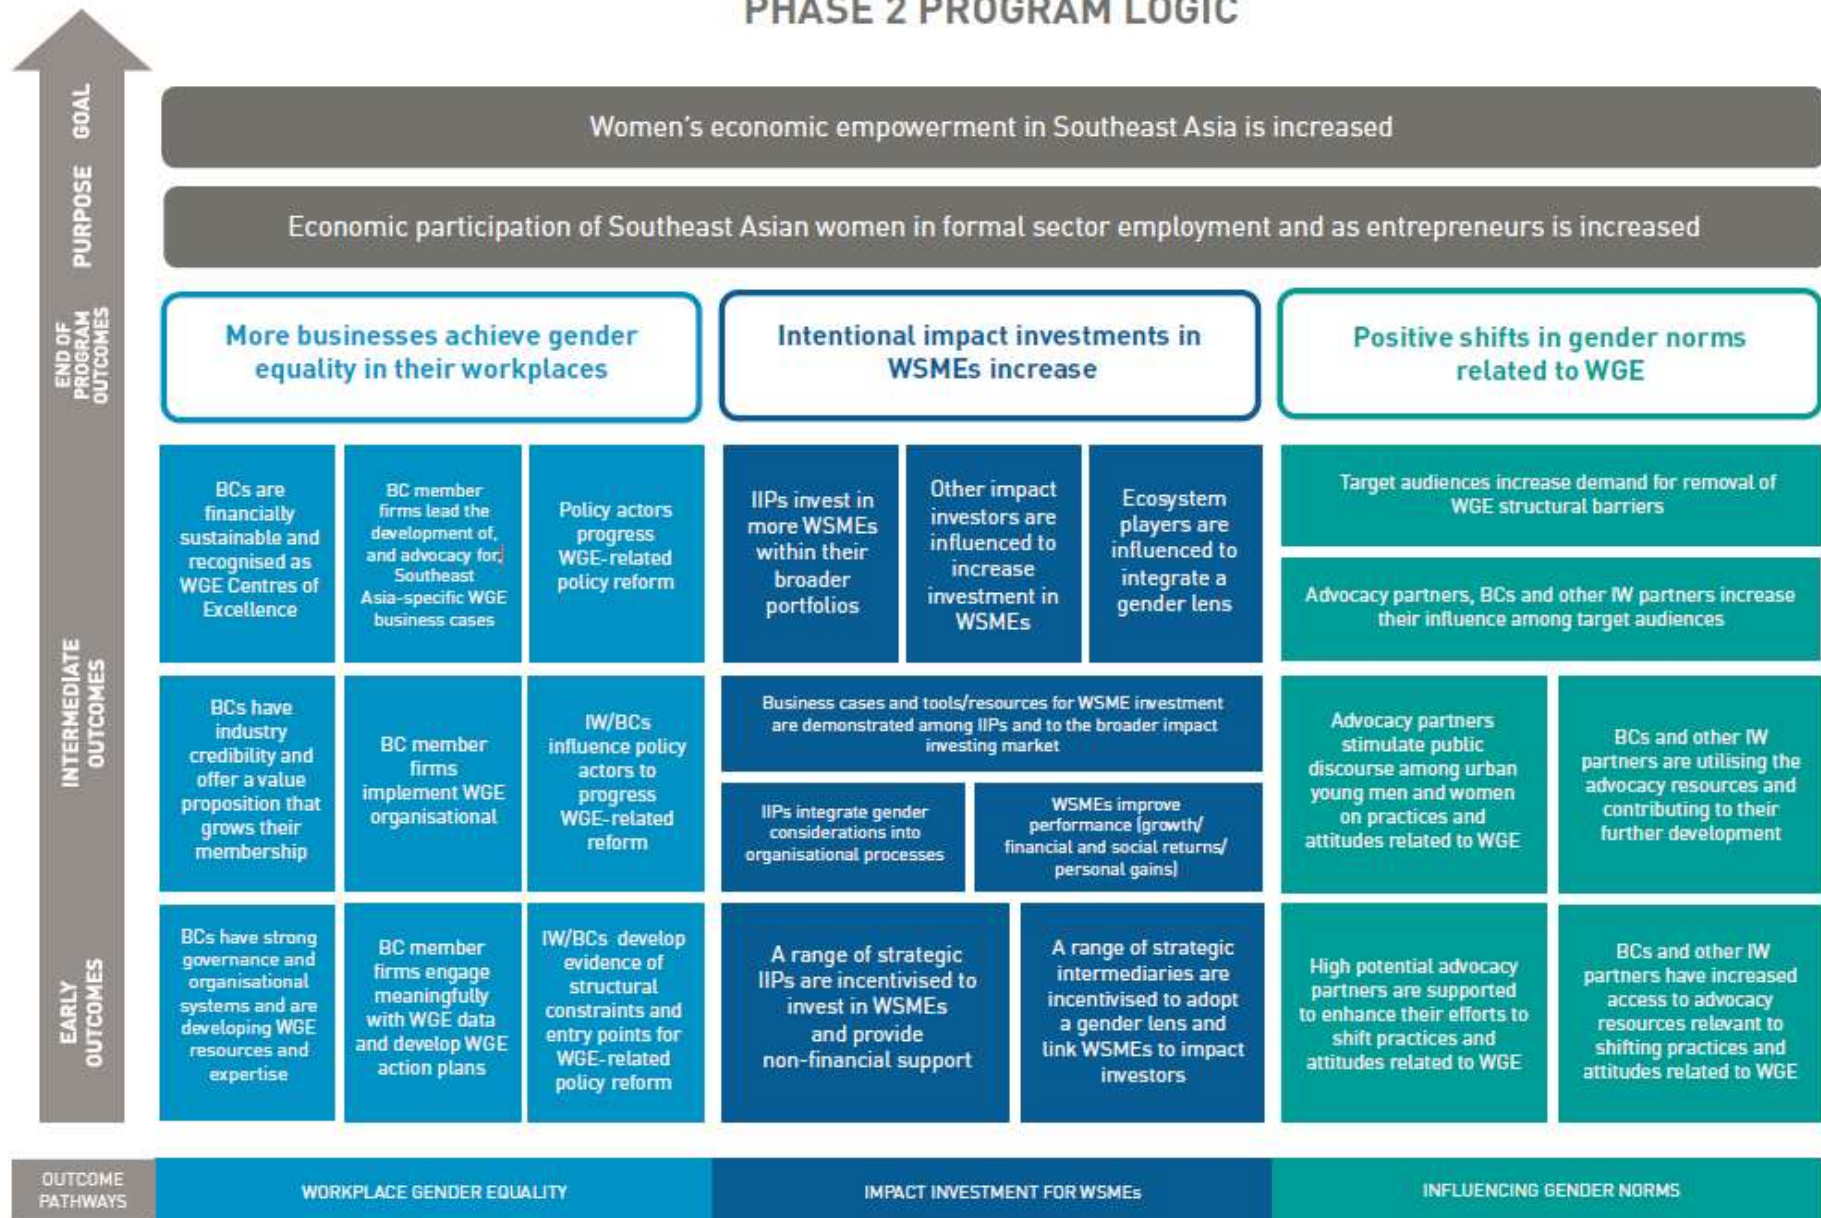 PHASE 2 PROGRAM LOGIC
GOAL
Women's economic empowerment in Southeast Asia is increased
PURPOSE
Economic participation of Southeast Asian women in formal sector employment and as entrepreneurs is increased
END OF
PROGRAM
OUTCOMES
More businesses achieve gender
equality in their workplaces
Intentional impact investments in
WSMEs increase
Positive shifts in gender norms
related to WGE
INTERMEDIATE
OUTCOMES
BCs are
financially
sustainable and
recognised as
WGE Centres of
Excellence
BC member
firms lead the
development of,
and advocacy for,
Southeast
Asia-specific WGE
business cases
Policy actors
progress
WGE-related
policy reform
IIPs invest in
more WSMEs
within their
broader
portfolios
Other impact
investors are
influenced to
increase
investment in
WSMEs
Ecosystem
players are
influenced to
integrate a
gender lens
Target audiences increase demand for removal of
WGE structural barriers
Advocacy partners, BCs and other IW partners increase
their influence among target audiences
BCs have
industry
credibility and
offer a value
proposition that
grows their
membership
BC member
firms
implement WGE
organisational
IW/BCs
influence policy
actors to
progress
WGE-related
reform
Business cases and tools/resources for WSME investment
are demonstrated among IIPs and to the broader impact
investing market
IIPs integrate gender
considerations into
organisational processes
WSMEs improve
performance (growth/
financial and social returns/
personal gains)
Advocacy partners
stimulate public
discourse among urban
young men and women
on practices and
attitudes related to WGE
BCs and other IW
partners are utilising the
advocacy resources and
contributing to their
further development
EARLY
OUTCOMES
BCs have strong
governance and
organisational
systems and are
developing WGE
resources and
expertise
BC member
firms engage
meaningfully
with WGE data
and develop WGE
action plans
IW/BCs develop
evidence of
structural
constraints and
entry points for
WGE-related
policy reform
A range of strategic
IIPs are incentivised to
invest in WSMEs
and provide
non-financial support
A range of strategic
intermediaries are
incentivised to adopt
a gender lens and
link WSMEs to impact
investors
High potential advocacy
partners are supported
to enhance their efforts to
shift practices and
attitudes related to WGE
BCs and other IW
partners have increased
access to advocacy
resources relevant to
shifting practices and
attitudes related to WGE
OUTCOME
PATHWAYS
WORKPLACE GENDER EQUALITY
IMPACT INVESTMENT FOR WSMEs
INFLUENCING GENDER NORMS